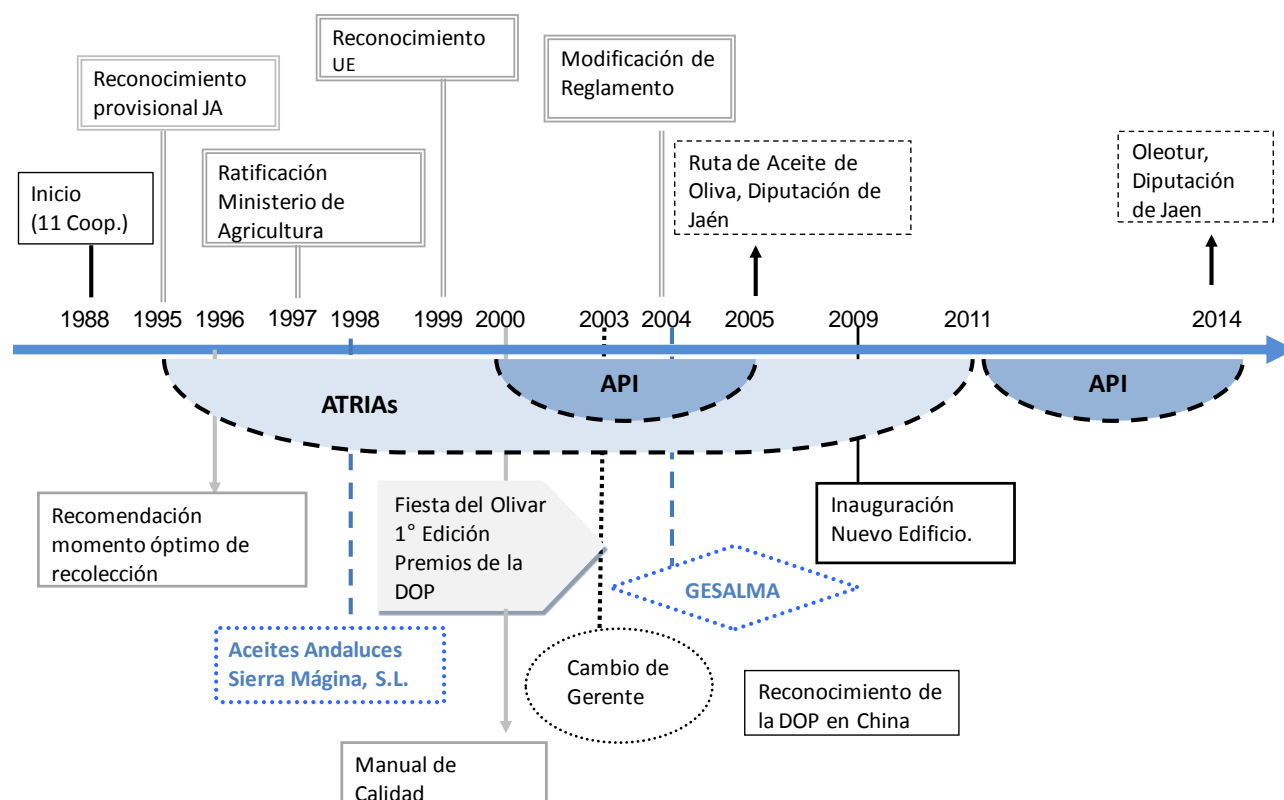 Reconocimiento
UE
Reconocimiento
provisional JA
Modificación de
Reglamento
Ratificación
Ministerio de
Agricultura
Ruta de Aceite de
Oliva, Diputación de
Jaén
Oleotur,
Diputación
de Jaen
Inicio
(11 Coop.)
1988 1995 1996 1997 1998 1999 2000 2003 2004 2005 2009 2011 2014
API
API
ATRIAs
Recomendación
momento óptimo de
recolección
Fiesta del Olivar
1° Edición
Premios de la
DOP
Inauguración
Nuevo Edificio.
GESALMA
Aceites Andaluces
Sierra Mágina, S.L.
Cambio de
Gerente
Reconocimiento de
la DOP en China
Manual de
Calidad